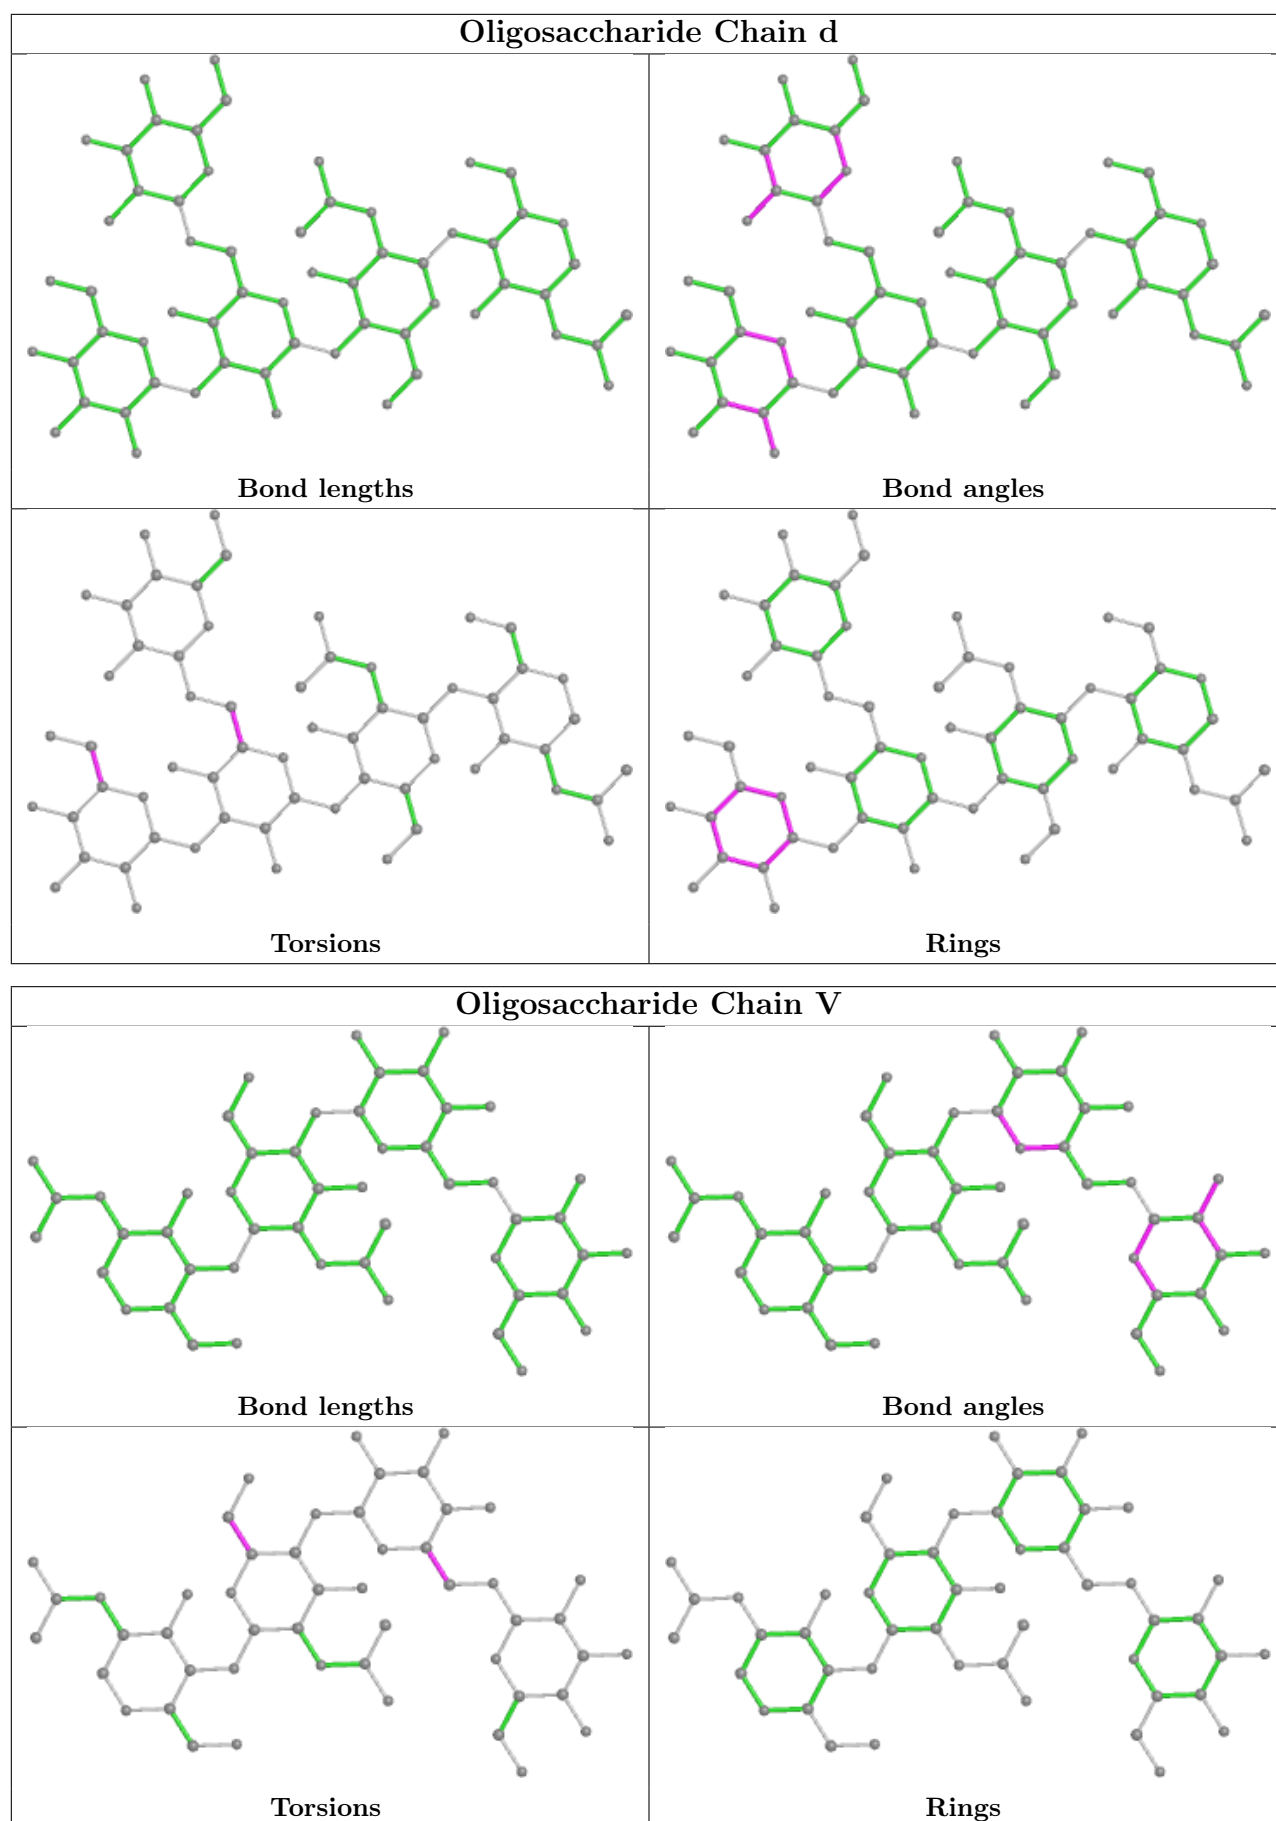 Oligosaccharide Chain d
Bond lengths
Bond angles
Torsions
Rings
Oligosaccharide Chain V
Bond lengths
Bond angles
Torsions
Rings